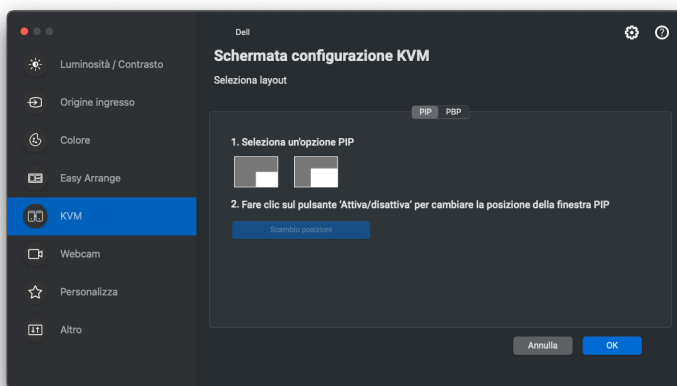 Dell
Schermata configurazione KVM
Seleziona layout
Luminosità / Contrasto
Origine ingresso
Colore
Easy Arrange
KVM
Webcam
Personalizza
Altro
PIP PBP
1. Seleziona un'opzione PIP
2. Fare clic sul pulsante 'Attiva/disattiva' per cambiare la posizione della finestra PIP
Scambio posizioni
Annulla OK